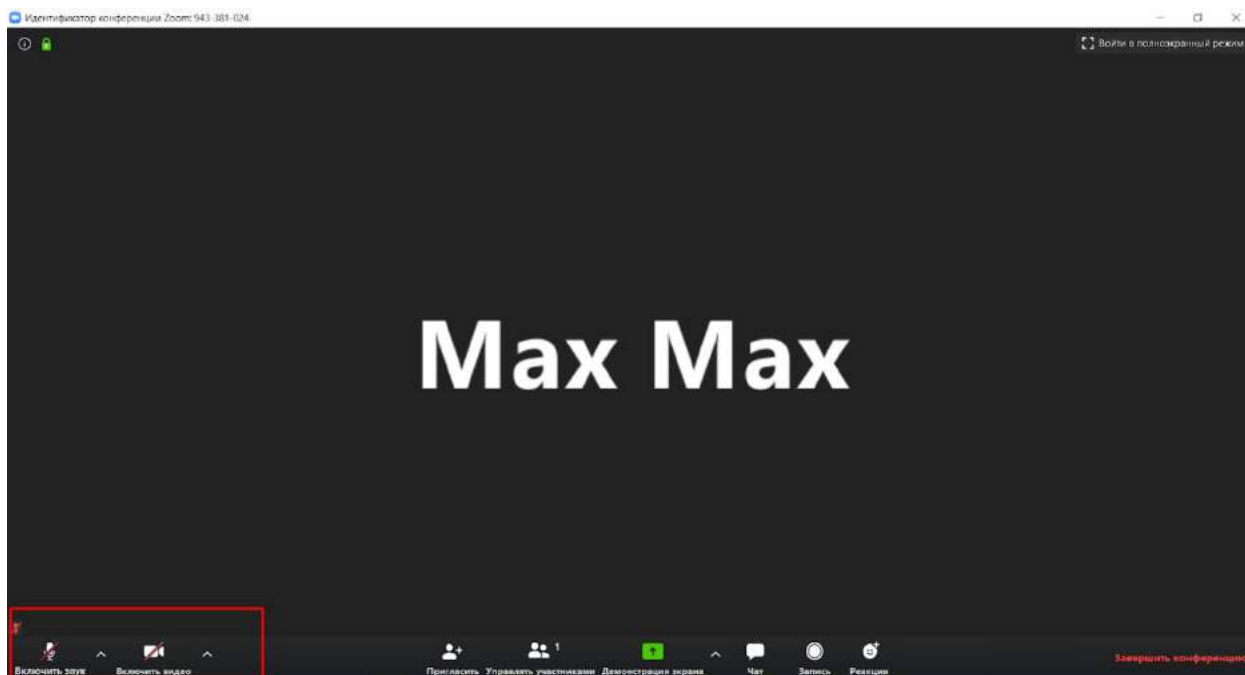 Идентификатор конференции Zoom: 943-381-024
Войти в полноэкранный режим
Max Max
Включить звук Включить видео Пригласить Управлять участниками 1 Демонстрация экрана Чат Запись Реакции Завершить конференцию